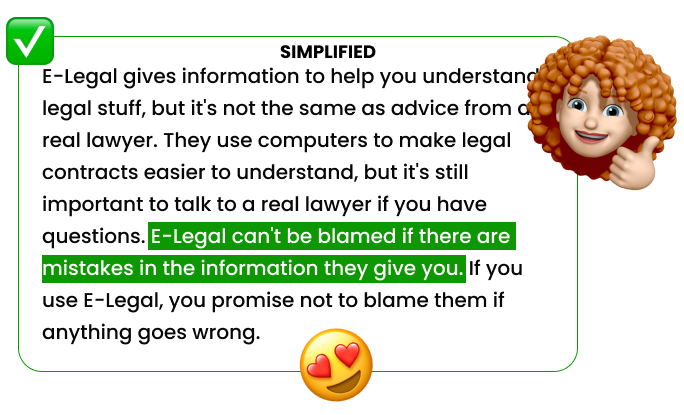 SIMPLIFIED
E-Legal gives information to help you understand
legal stuff, but it's not the same as advice from a
real lawyer. They use computers to make legal
contracts easier to understand, but it's still
important to talk to a real lawyer if you have
questions. E-Legal can't be blamed if there are
mistakes in the information they give you. If you
use E-Legal, you promise not to blame them if
anything goes wrong.